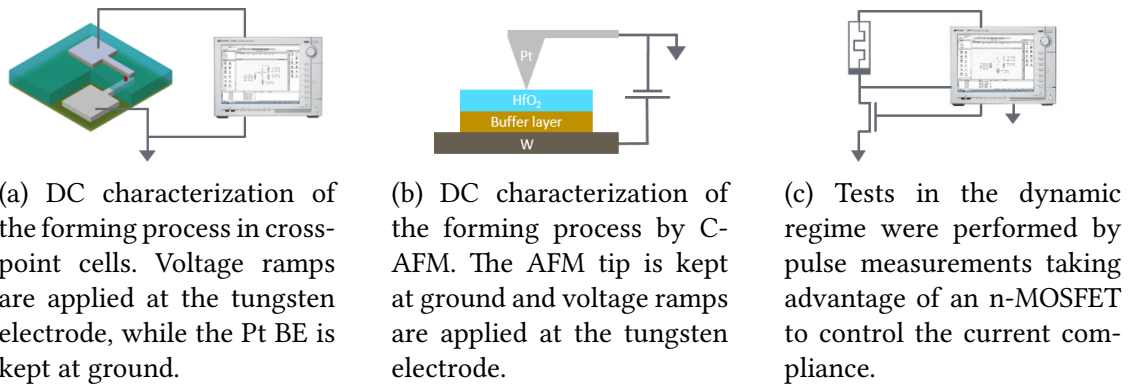 Pt
HfO₂
Buffer layer
W
(a) DC characterization of
the forming process in cross-
point cells. Voltage ramps
are applied at the tungsten
electrode, while the Pt BE is
kept at ground.
(b) DC characterization of
the forming process by C-
AFM. The AFM tip is kept
at ground and voltage ramps
are applied at the tungsten
electrode.
(c) Tests in the dynamic
regime were performed by
pulse measurements taking
advantage of an n-MOSFET
to control the current com-
pliance.